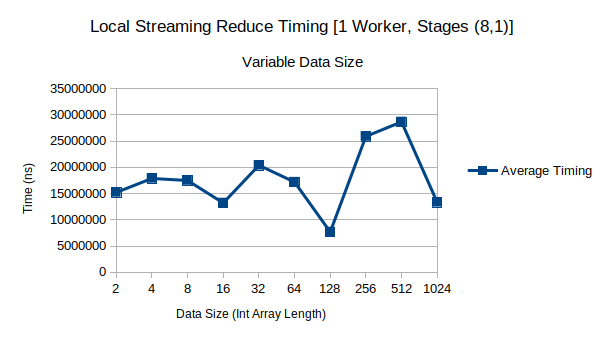 Local Streaming Reduce Timing [1 Worker, Stages (8,1)]
Variable Data Size
35000000
30000000
25000000
20000000
15000000
10000000
5000000
0
Time (ns)
Average Timing
2 4 8 16 32 64 128 256 512 1024
Data Size (Int Array Length)